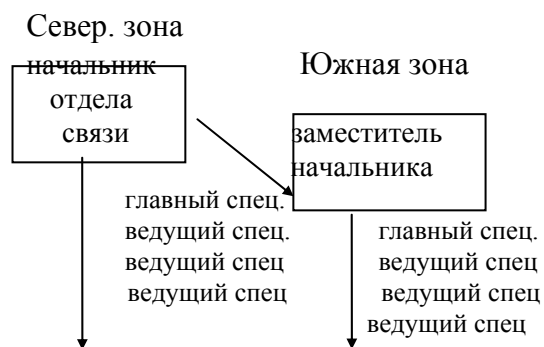 Север. зона
начальник
отдела
связи
Южная зона
заместитель
начальника
главный спец.
ведущий спец.
ведущий спец
ведущий спец
главный спец.
ведущий спец
ведущий спец
ведущий спец